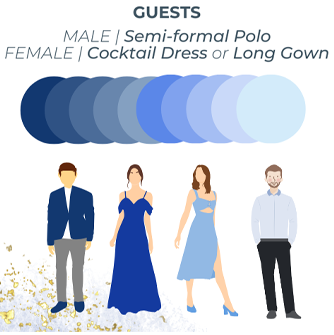 GUESTS
MALE | Semi-formal Polo
FEMALE | Cocktail Dress or Long Gown